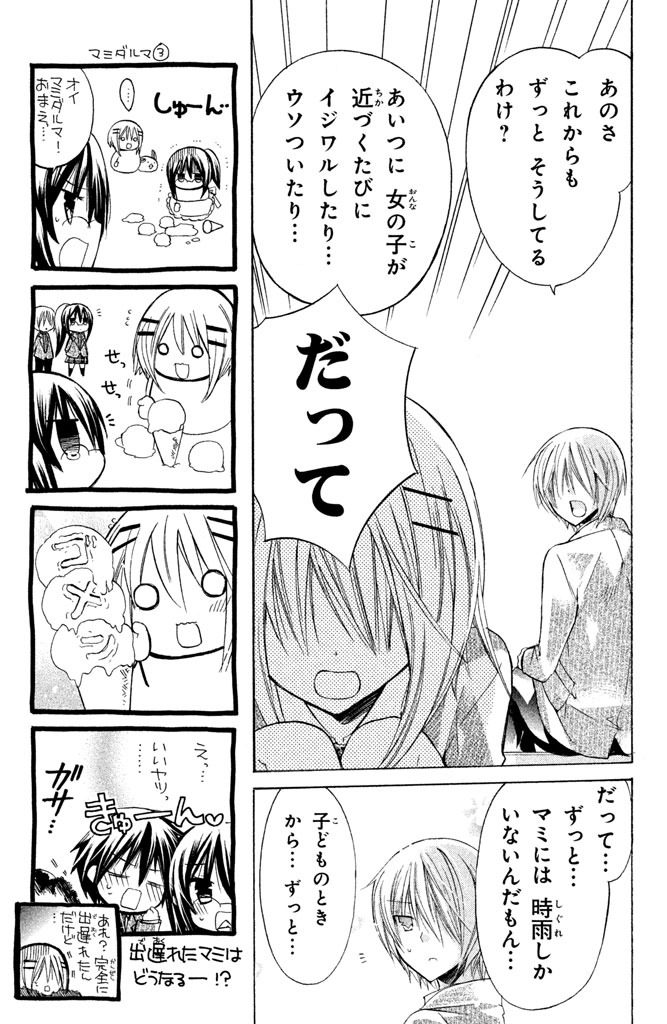 あのさ
これからも
ずっと そうしてる
わけ?
あいつに 女の子が
近づくたびに
イジワルしたり…
ウソついたり…
だって
だって…
ずっと…
マミには 時雨しか
いないんだもん…
子どものとき
から… ずっと…
マミダルマ③
しゅーん…
…
オイ
マミダルマ!
おまえ…
せっ
せっ
ゴメン
えっ…
……
いいヤツっ
……
きゅーん♡
ガサ…
あれ? 完全に
出遅れたん
だけど…
出遅れたマミは
どうなるー!?